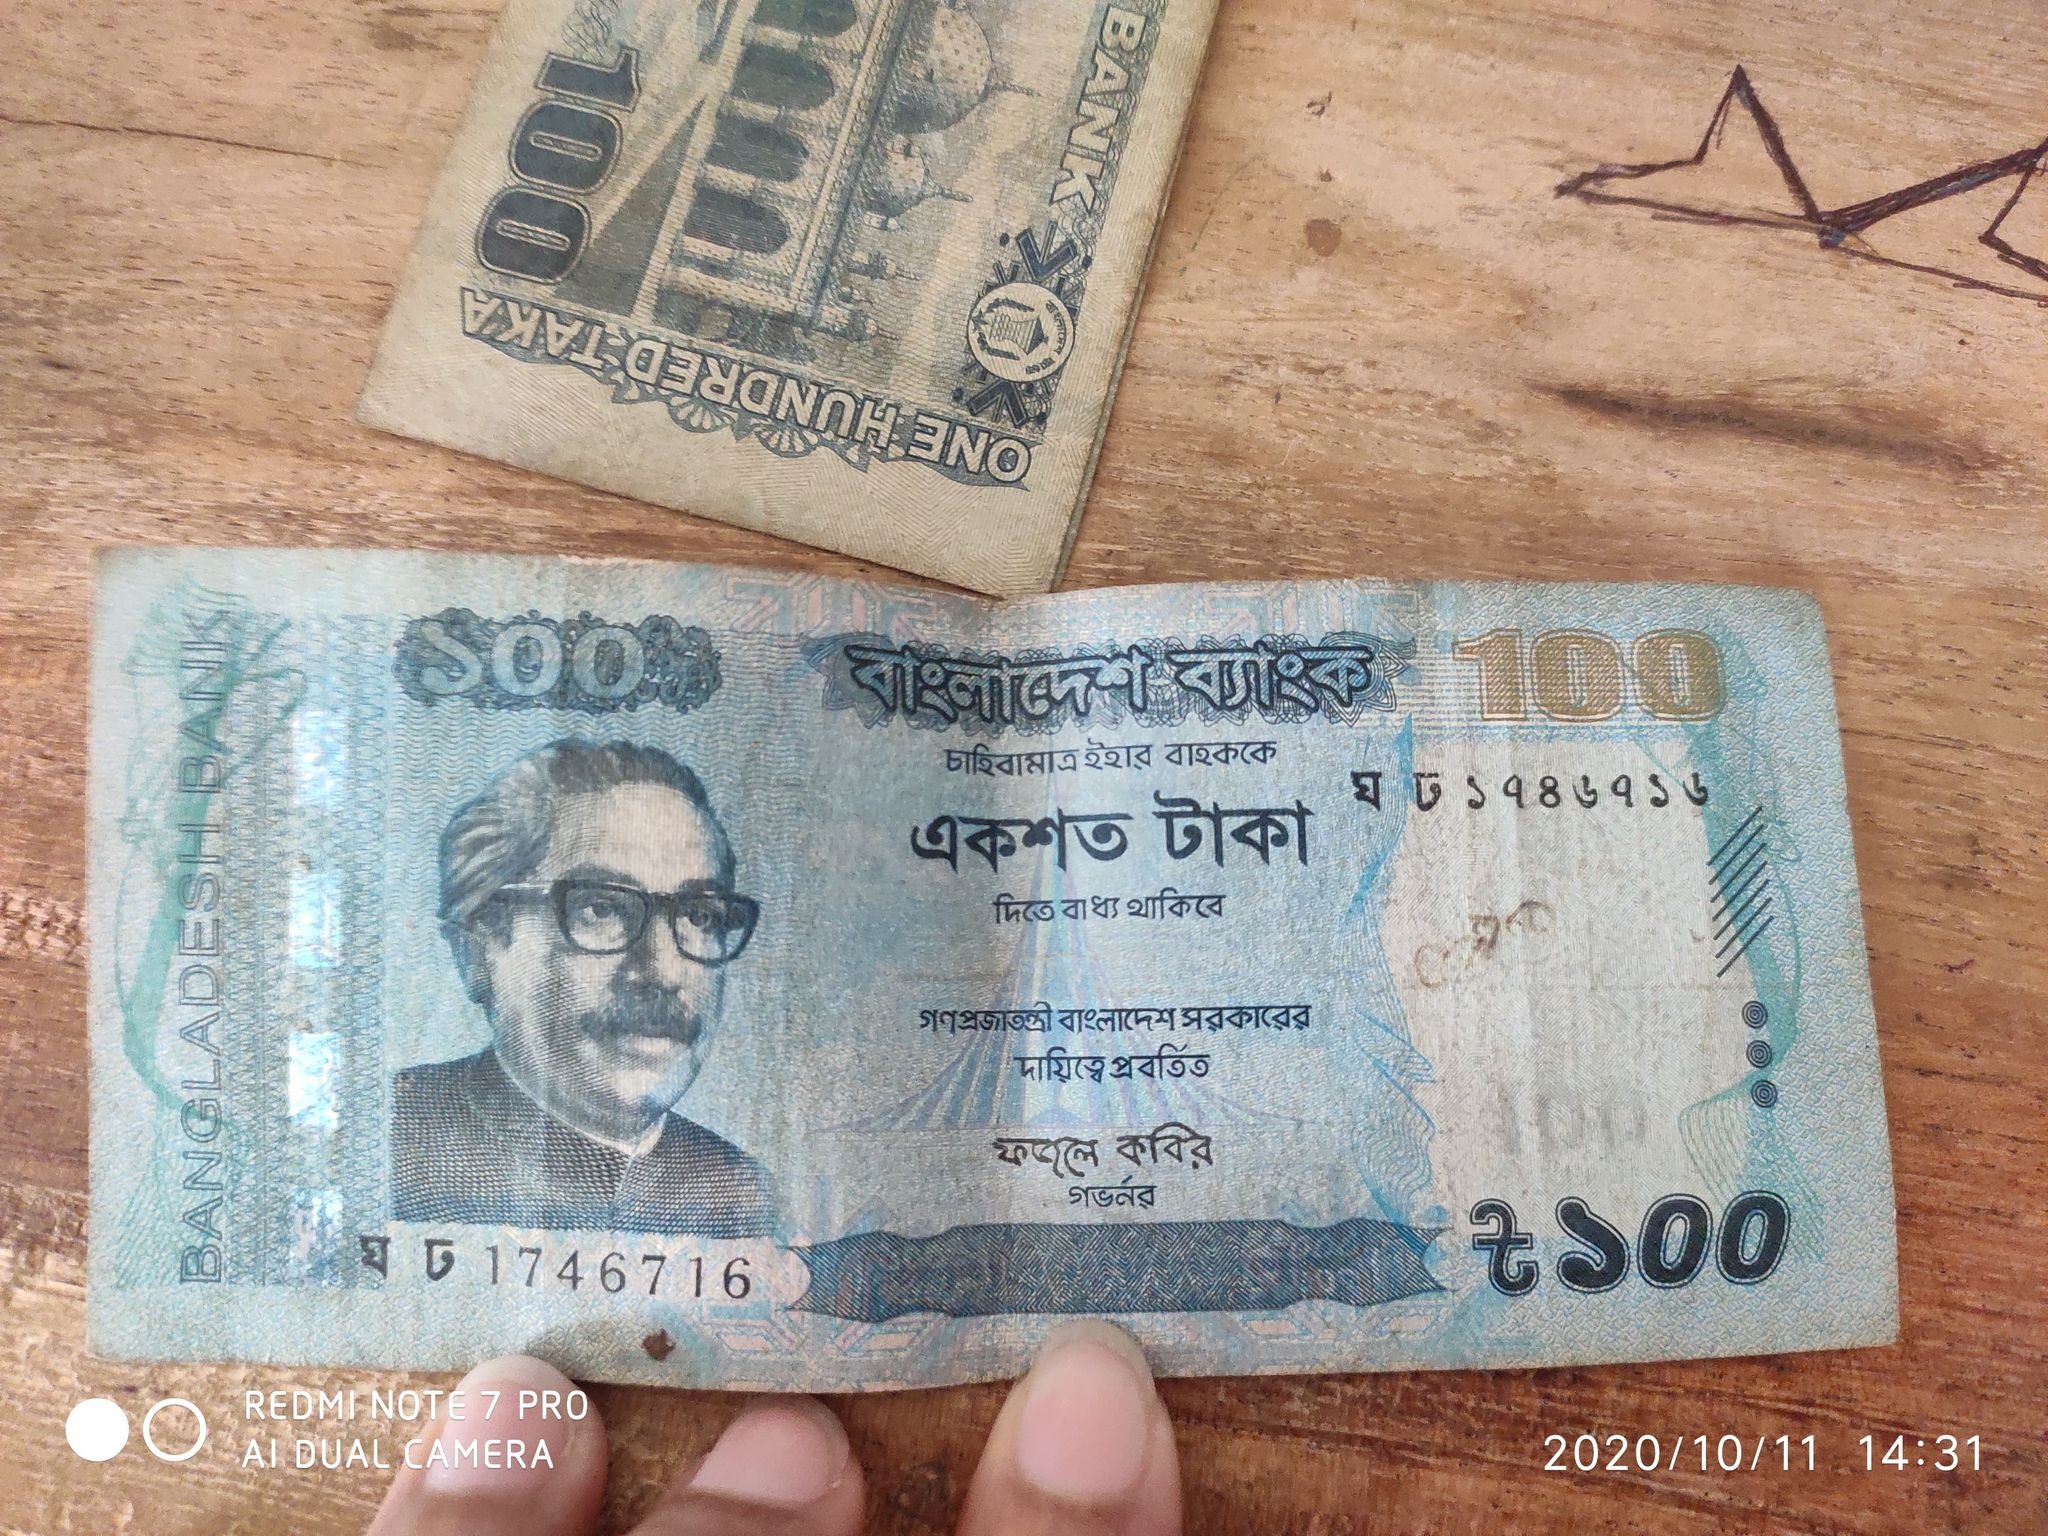 BANK
100
ONE HUNDRED TAKA
BANGLADESH BANK
১০০
বাংলাদেশ ব্যাংক
100
চাহিবামাত্র ইহার বাহককে
ঘ ঢ ১৭৪৬৭১৬
একশত টাকা
দিতে বাধ্য থাকিবে
গণপ্রজাতন্ত্রী বাংলাদেশ সরকারের
দায়িত্বে প্রবর্তিত
100
ফজলে কবির
গভর্নর
৳১০০
ঘ ঢ 1746716
REDMI NOTE 7 PRO
AI DUAL CAMERA
2020/10/11 14:31